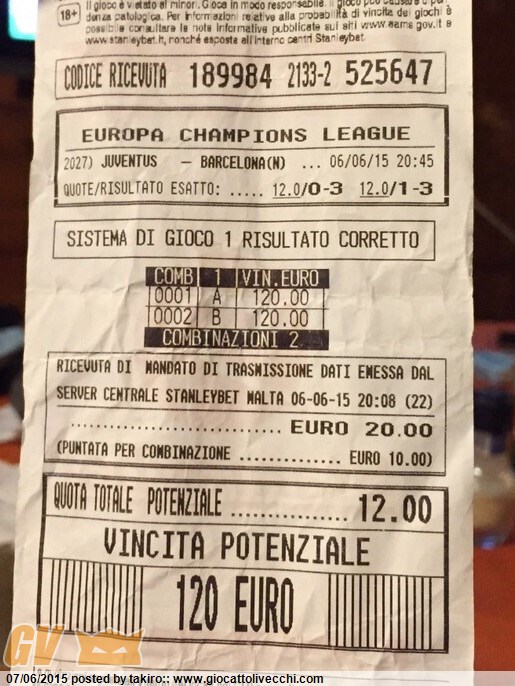 Il gioco è vietato ai minori. Gioca in modo responsabile. Il gioco può causare
18+ denza patologica. Per informazioni relative alla probabilità di vincita dei giochi è
possibile consultare le note informative pubblicate sui siti www.aams.gov.it e
www.stanleybet.it, nonchè esposte all'interno centri Stanleybet.
CODICE RICEVUTA 189984 2133-2 525647
EUROPA CHAMPIONS LEAGUE
2027) JUVENTUS – BARCELONA(N) ... 06/06/15 20:45
QUOTE/RISULTATO ESATTO: ..... 12.0/0-3 12.0/1-3
SISTEMA DI GIOCO 1 RISULTATO CORRETTO
COMB 1 VIN.EURO
0001 A 120.00
0002 B 120.00
COMBINAZIONI 2
RICEVUTA DI MANDATO DI TRASMISSIONE DATI EMESSA DAL
SERVER CENTRALE STANLEYBET MALTA 06-06-15 20:08 (22)
............................ EURO 20.00
(PUNTATA PER COMBINAZIONE .............. EURO 10.00)
QUOTA TOTALE POTENZIALE ................ 12.00
VINCITA POTENZIALE
120 EURO
GV
07/06/2015 posted by takiro:: www.giocattolivecchi.com